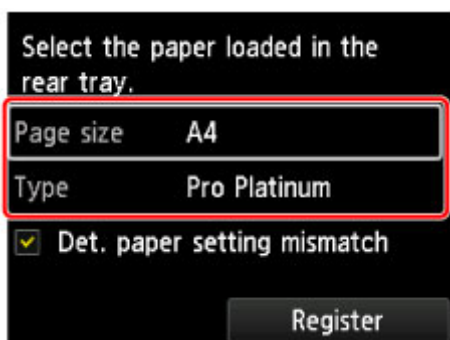 Select the paper loaded in the
rear tray.
Page size A4
Type Pro Platinum
Det. paper setting mismatch
Register